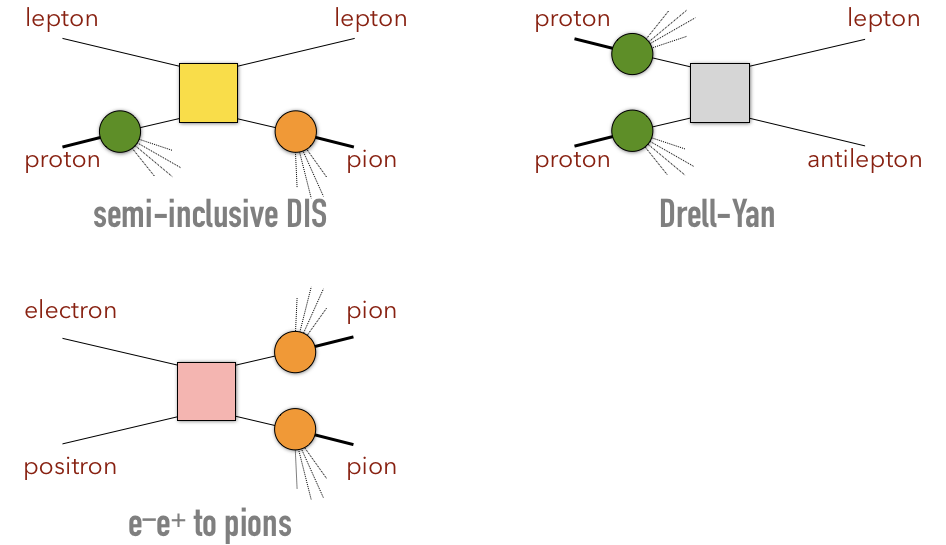 lepton lepton
proton pion
semi-inclusive DIS
proton lepton
proton antilepton
Drell-Yan
electron pion
positron pion
e⁻e⁺ to pions